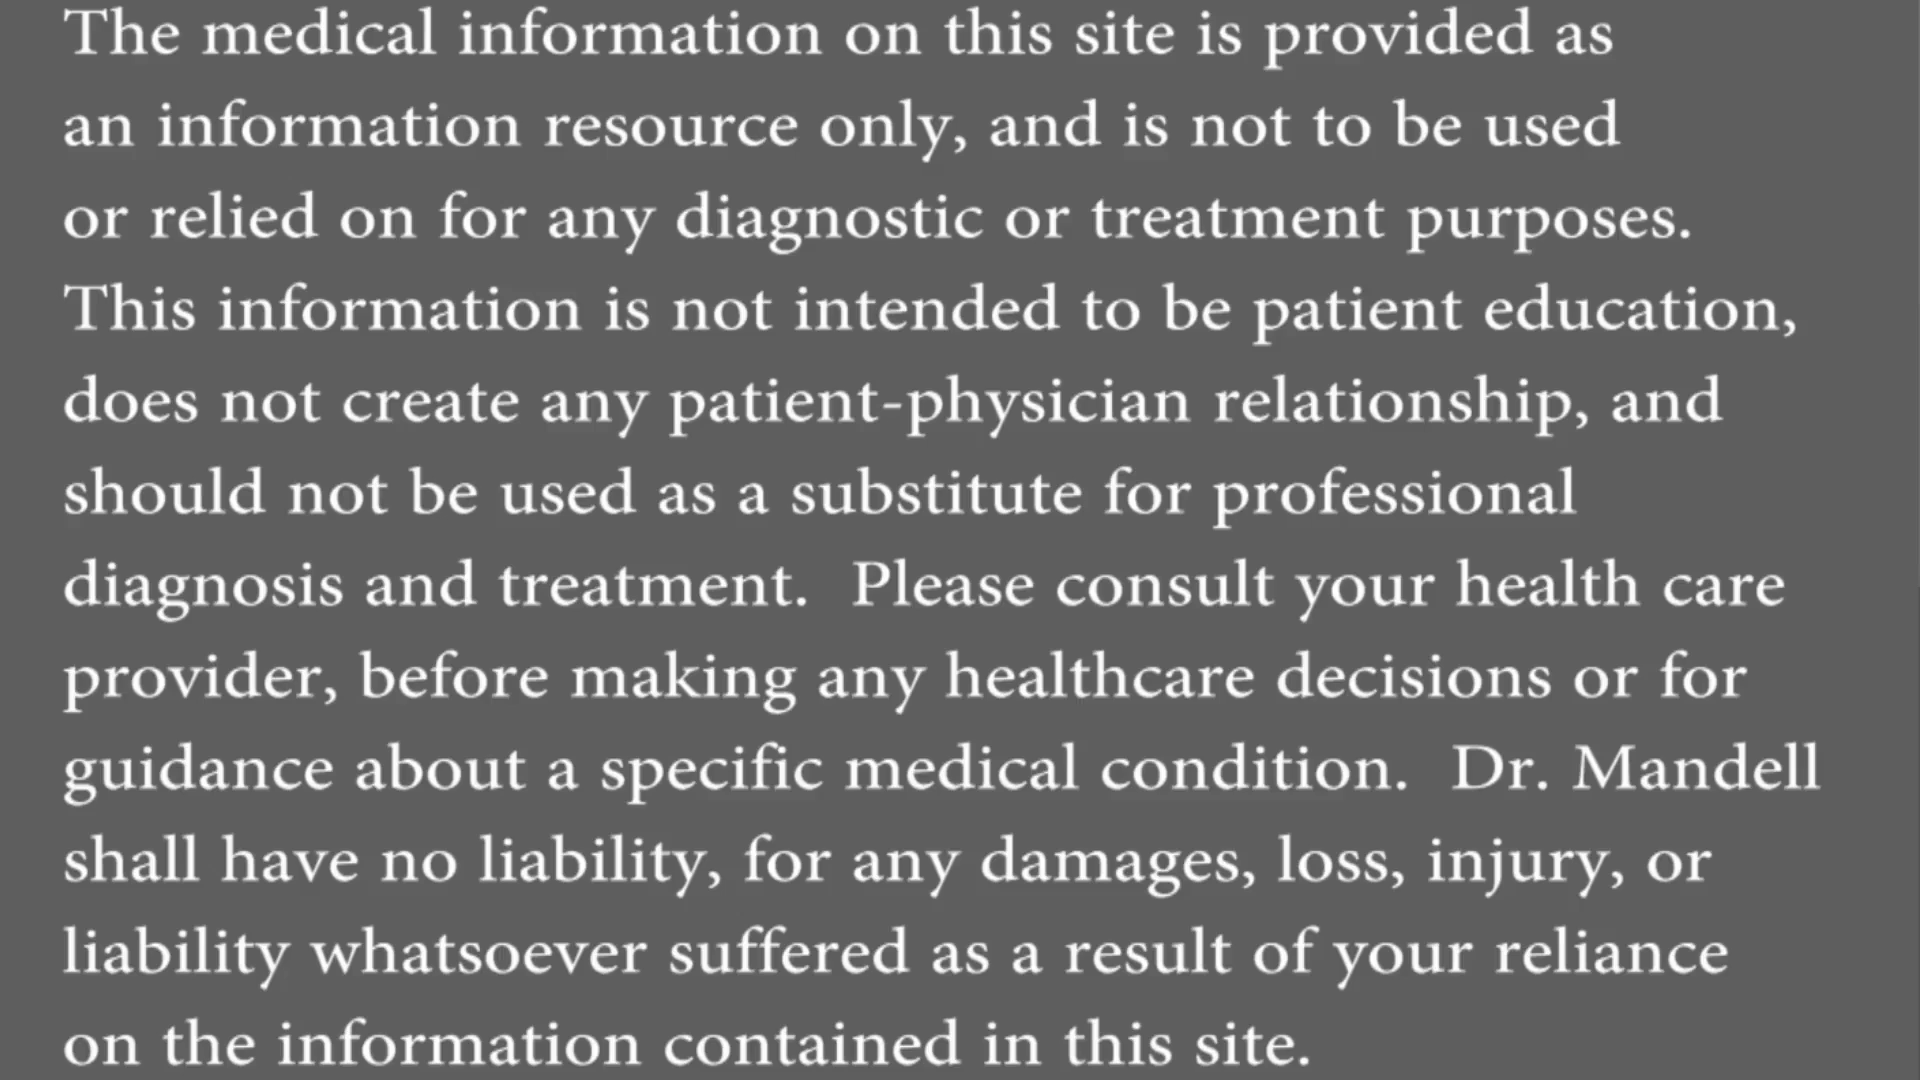 The medical information on this site is provided as
an information resource only, and is not to be used
or relied on for any diagnostic or treatment purposes.
This information is not intended to be patient education,
does not create any patient-physician relationship, and
should not be used as a substitute for professional
diagnosis and treatment.  Please consult your health care
provider, before making any healthcare decisions or for
guidance about a specific medical condition.  Dr. Mandell
shall have no liability, for any damages, loss, injury, or
liability whatsoever suffered as a result of your reliance
on the information contained in this site.